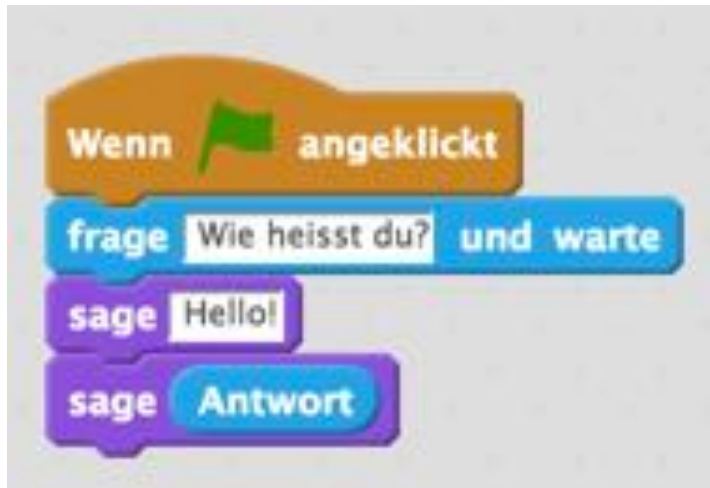 Wenn angeklickt
frage Wie heisst du? und warte
sage Hello!
sage Antwort